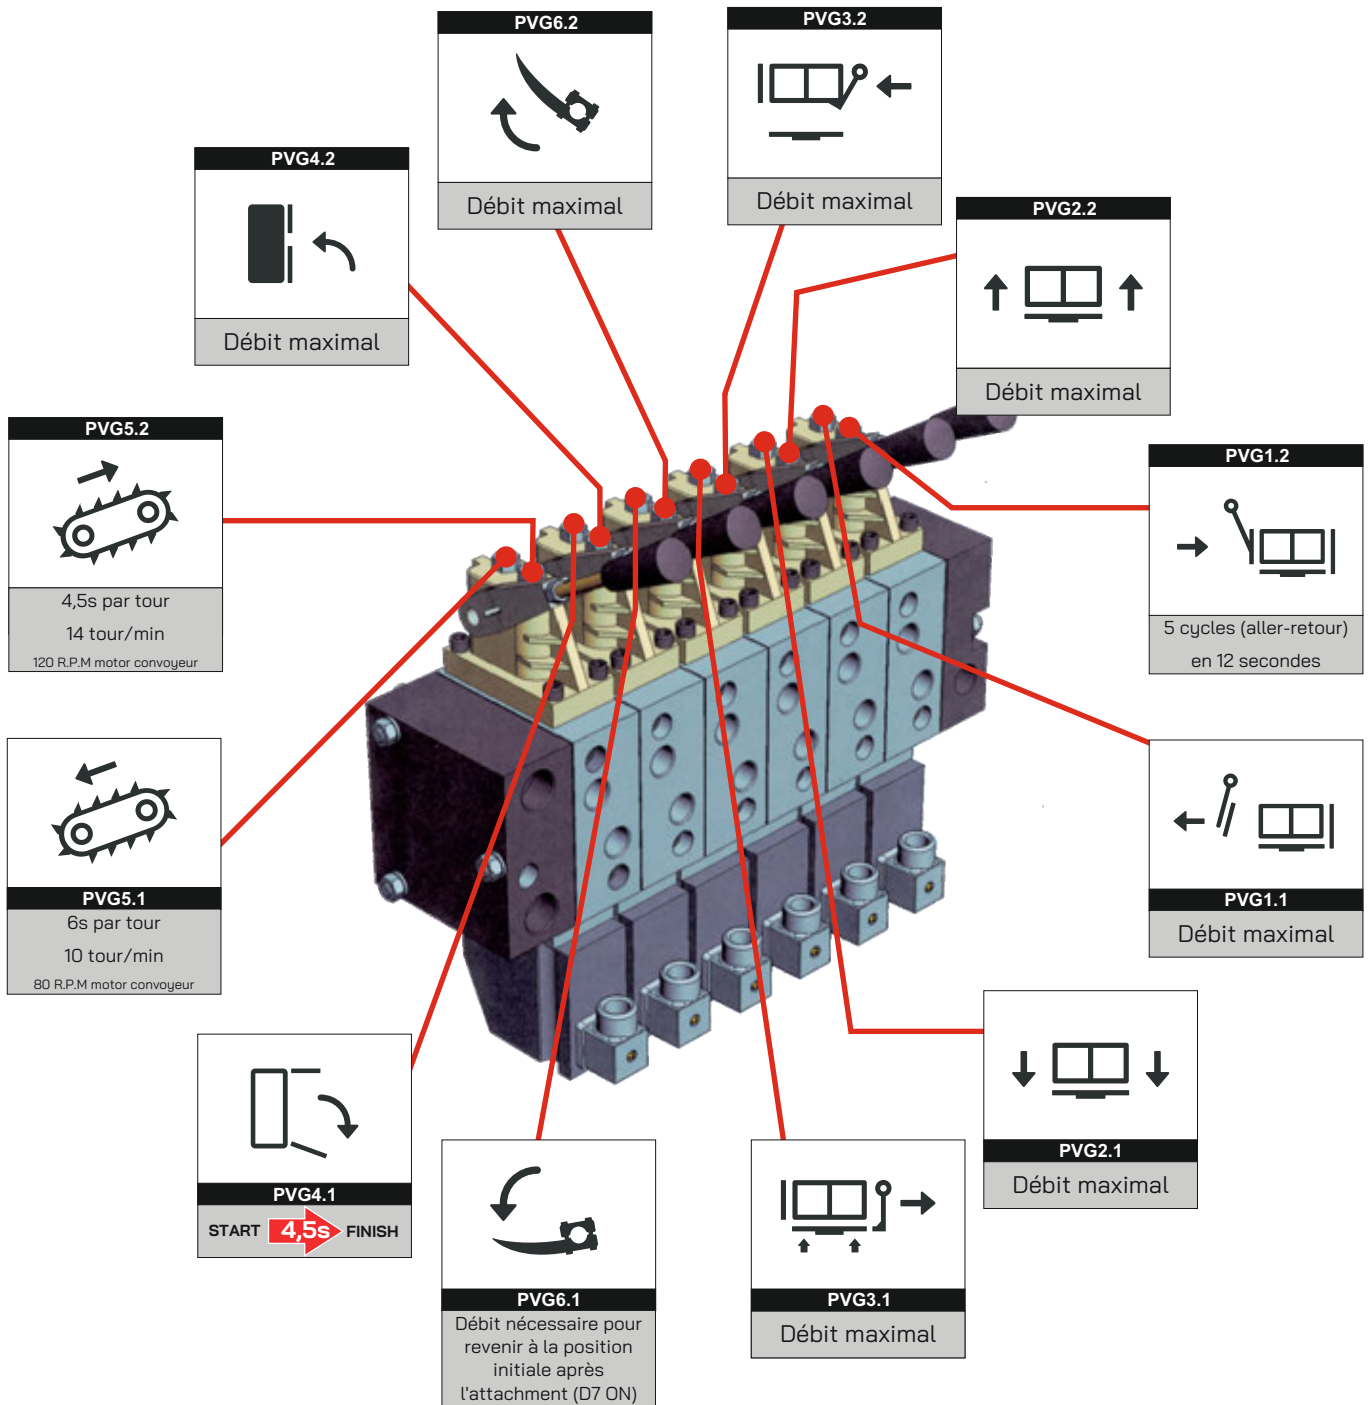 PVG6.2
Débit maximal
PVG3.2
Débit maximal
PVG4.2
Débit maximal
PVG2.2
Débit maximal
PVG5.2
4,5s par tour
14 tour/min
120 R.P.M motor convoyeur
PVG1.2
5 cycles (aller-retour)
en 12 secondes
PVG5.1
6s par tour
10 tour/min
80 R.P.M motor convoyeur
PVG1.1
Débit maximal
PVG4.1
START 4,5s FINISH
PVG2.1
Débit maximal
PVG6.1
Débit nécessaire pour
revenir à la position
initiale après
l'attachment (D7 ON)
PVG3.1
Débit maximal